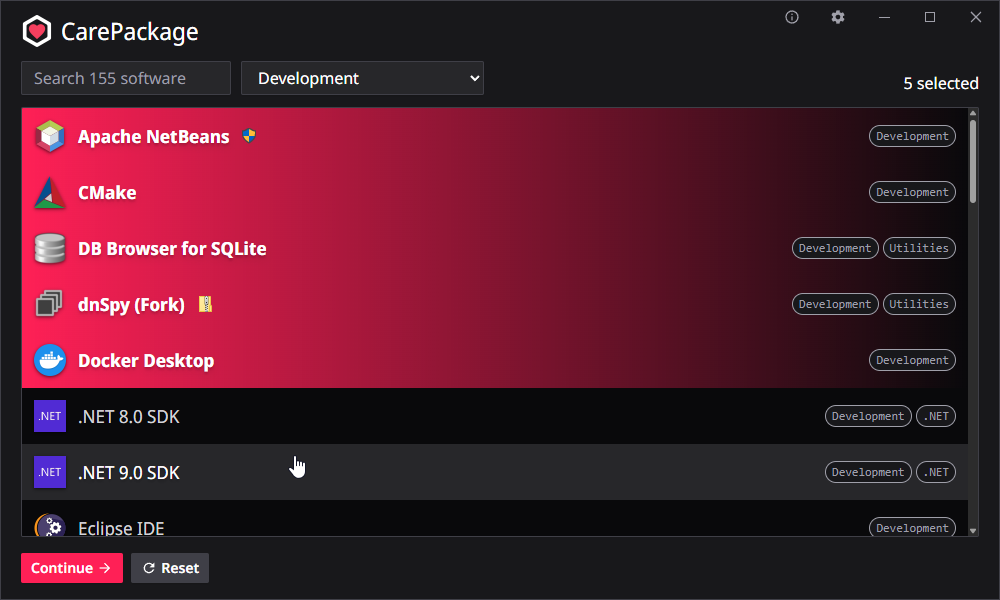 CarePackage
Search 155 software
Development
5 selected
Apache NetBeans
Development
CMake
Development
DB Browser for SQLite
Development Utilities
dnSpy (Fork)
Development Utilities
Docker Desktop
Development
.NET
.NET 8.0 SDK
Development .NET
.NET
.NET 9.0 SDK
Development .NET
Eclipse IDE
Development
Continue →
Reset